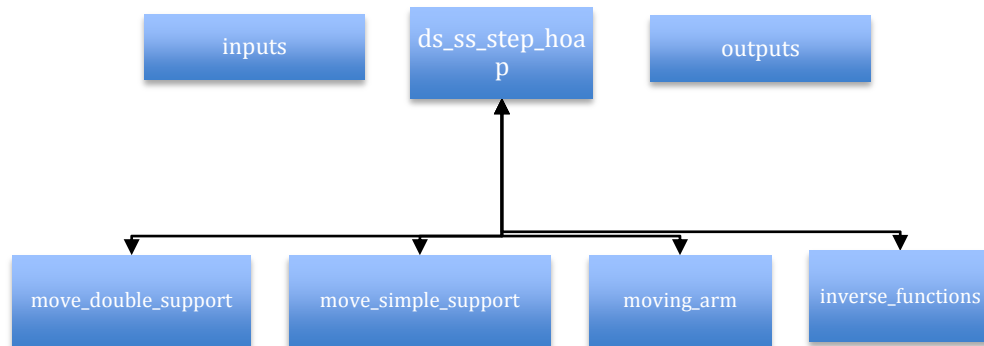 inputs
ds_ss_step_hoa
p
outputs
move_double_support
move_simple_support
moving_arm
inverse_functions